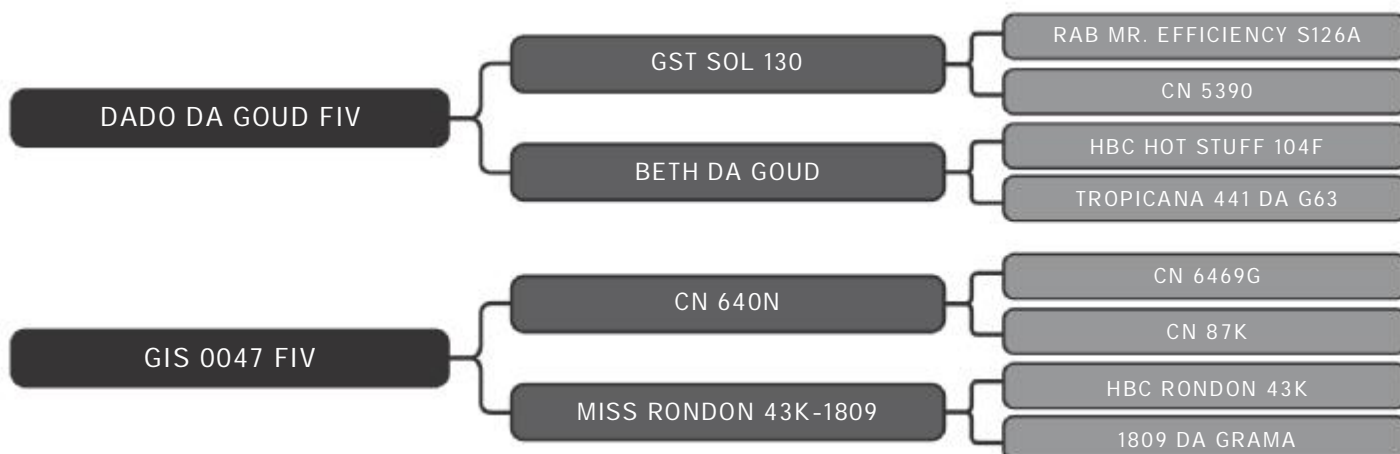 DADO DA GOUD FIV
GST SOL 130
RAB MR. EFFICIENCY S126A
CN 5390
BETH DA GOUD
HBC HOT STUFF 104F
TROPICANA 441 DA G63
GIS 0047 FIV
CN 640N
CN 6469G
CN 87K
MISS RONDON 43K-1809
HBC RONDON 43K
1809 DA GRAMA